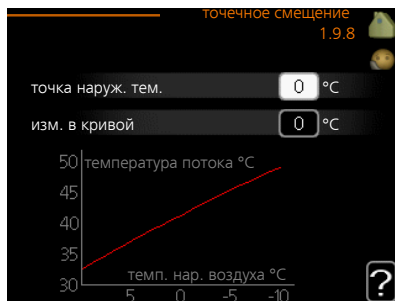 точечное смещение
1.9.8
точка наруж. тем. 0 °C
изм. в кривой 0 °C
50 температура потока °C
45
40
35
30
темп. нар. воздуха °C
5 0 -5 -10
?